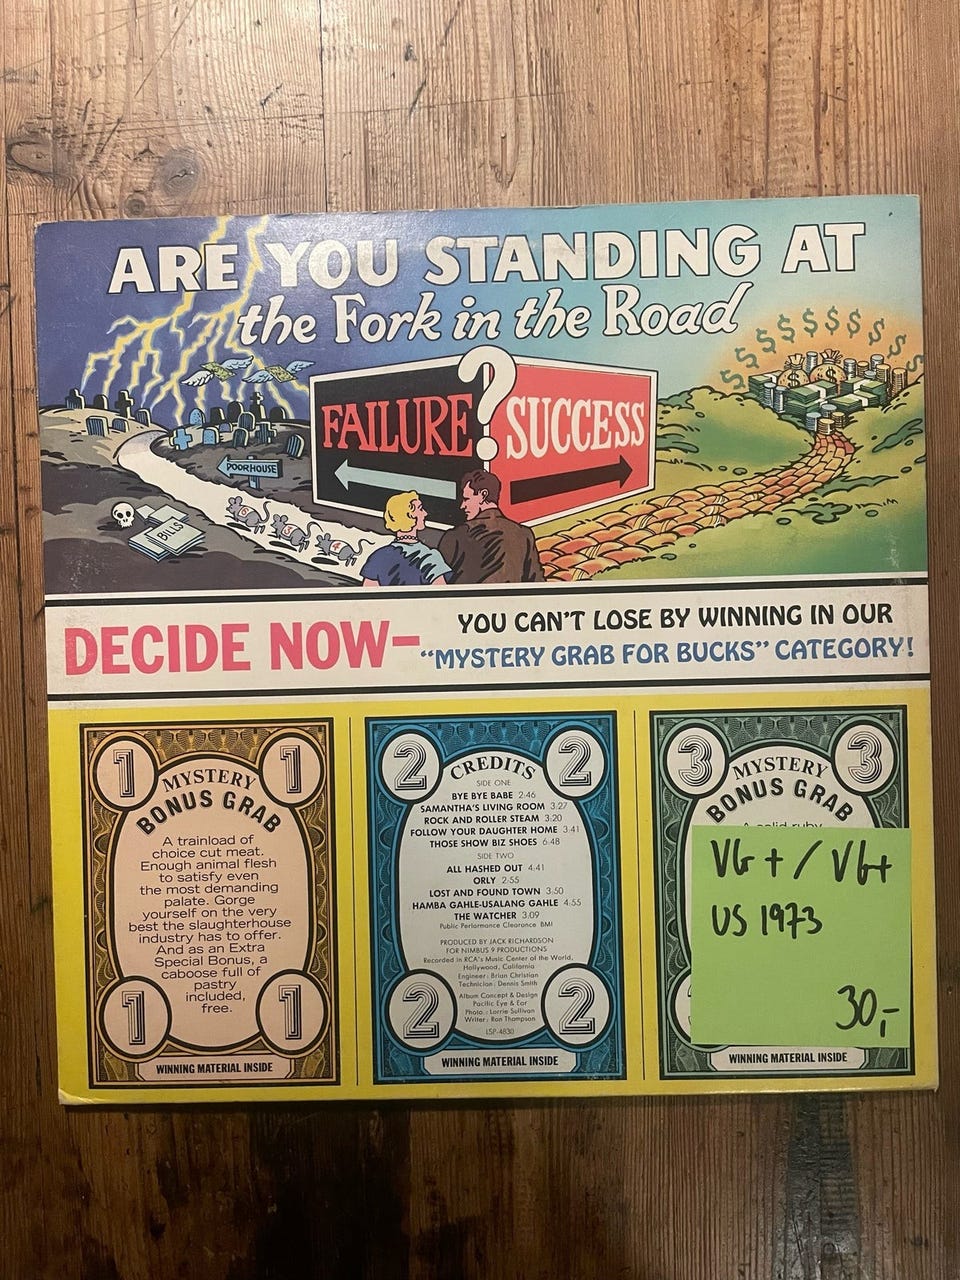 ARE YOU STANDING AT
the Fork in the Road
$ $ $ $ $ $ $ $ $ $
FAILURE ? SUCCESS
POORHOUSE
BILLS
DECIDE NOW—
YOU CAN'T LOSE BY WINNING IN OUR
"MYSTERY GRAB FOR BUCKS" CATEGORY!
1 1
MYSTERY
BONUS GRAB
A trainload of
choice cut meat.
Enough animal flesh
to satisfy even
the most demanding
palate. Gorge
yourself on the very
best the slaughterhouse
industry has to offer.
And as an Extra
Special Bonus, a
caboose full of
pastry
included,
free.
1 1
WINNING MATERIAL INSIDE
2 2
CREDITS
SIDE ONE
BYE BYE BABE 2:46
SAMANTHA'S LIVING ROOM 3:27
ROCK AND ROLLER STEAM 3:20
FOLLOW YOUR DAUGHTER HOME 3:41
THOSE SHOW BIZ SHOES 6:48
SIDE TWO
ALL HASHED OUT 4:41
ORLY 2:55
LOST AND FOUND TOWN 3:50
HAMBA GAHLE-USALANG GAHLE 4:55
THE WATCHER 3:09
Public Performance Clearance BMI
PRODUCED BY JACK RICHARDSON
FOR NIMBUS 9 PRODUCTIONS
Recorded in RCA's Music Center of the World,
Hollywood, California
Engineer: Brian Christian
Technician: Dennis Smith
Album Concept & Design
Pacific Eye & Ear
Photo.: Lorrie Sullivan
Writer: Ron Thompson
LSP-4830
2 2
WINNING MATERIAL INSIDE
3 3
MYSTERY
BONUS GRAB
A solid ruby
VG+ / VG+
US 1973
30,-
WINNING MATERIAL INSIDE